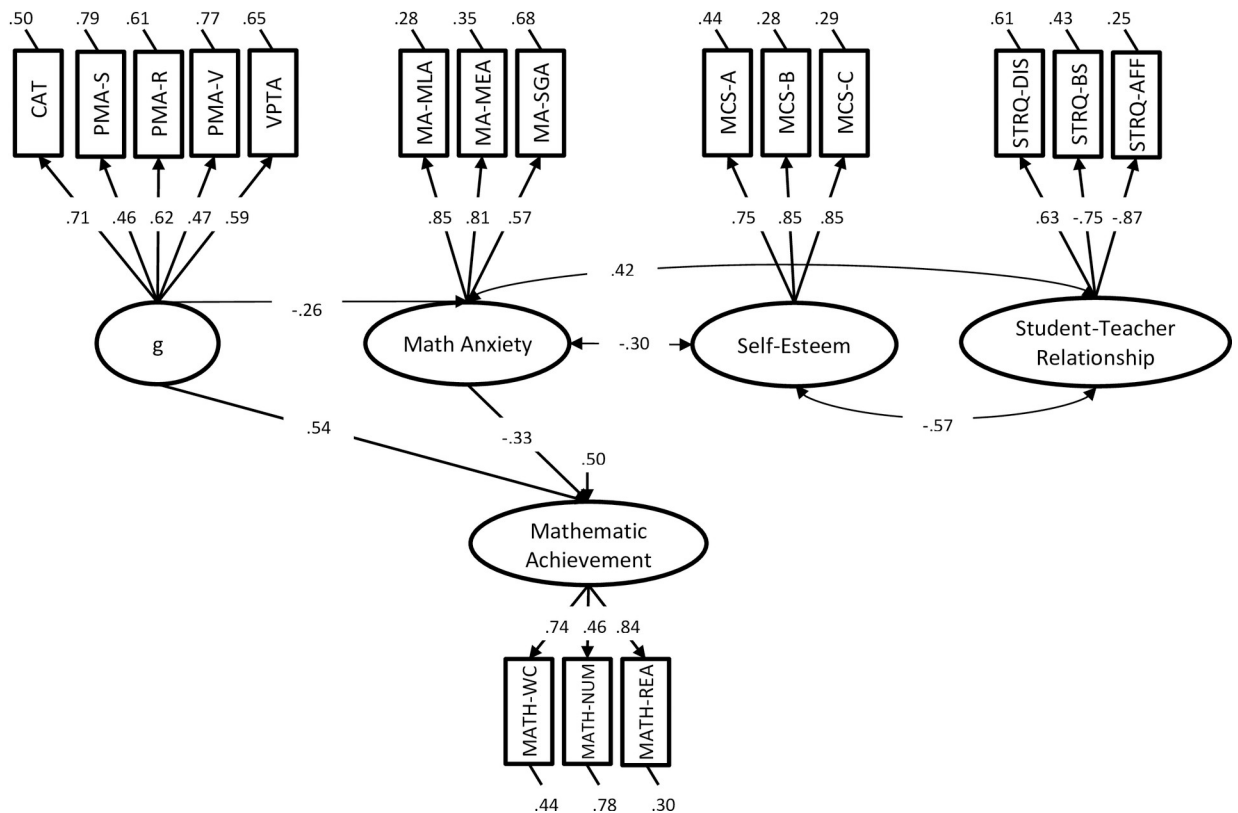 .50 .79 .61 .77 .65 .28 .35 .68 .44 .28 .29 .61 .43 .25
CAT
PMA-S
PMA-R
PMA-V
VPTA
MA-MLA
MA-MEA
MA-SGA
MCS-A
MCS-B
MCS-C
STRQ-DIS
STRQ-BS
STRQ-AFF
.71 .46 .62 .47 .59 .85 .81 .57 .75 .85 .85 .63 -.75 -.87
.42
-.26
g
Math Anxiety
-.30
Self-Esteem
Student-Teacher
Relationship
.54
-.33
-.57
.50
Mathematic
Achievement
.74 .46 .84
MATH-WC
MATH-NUM
MATH-REA
.44 .78 .30